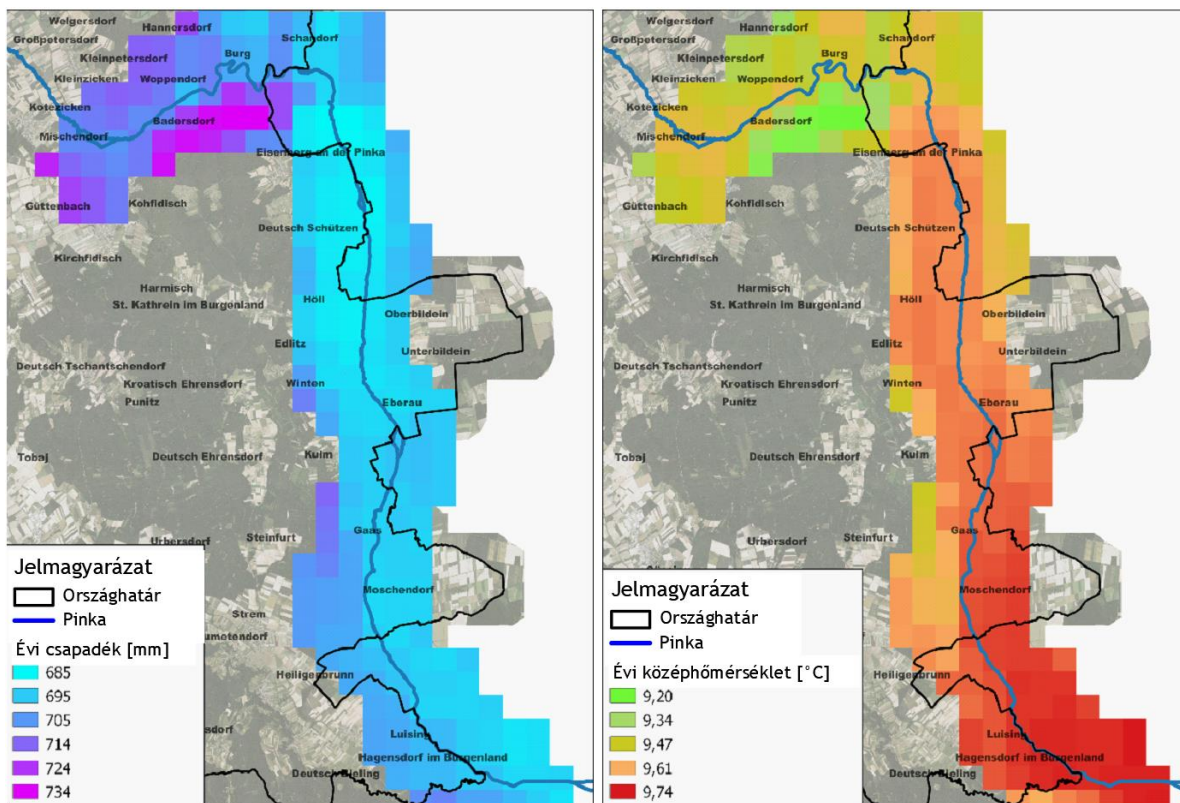 Welgersdorf
Hannersdorf
Großpetersdorf
Schandorf
Kleinpetersdorf
Burg
Kleinzicken
Woppendorf
Kotezicken
Badersdorf
Mischendorf
Eisenberg an der Pinka
Güttenbach
Kohfidisch
Deutsch Schützen
Kirchfidisch
Harmisch
St. Kathrein im Burgenland
Höll
Oberbildein
Edlitz
Unterbildein
Deutsch Tschantschendorf
Kroatisch Ehrensdorf
Winten
Punitz
Eberau
Tobaj
Deutsch Ehrensdorf
Kulm
Gaas
Urbersdorf
Steinfurt
Moschendorf
Strem
umetendorf
Heiligenbrunn
dorf
Luising
Hagensdorf im Burgenland
Deutsch Bieling
Jelmagyarázat
Országhatár
Pinka
Évi csapadék [mm]
685
695
705
714
724
734
Welgersdorf
Hannersdorf
Großpetersdorf
Schandorf
Kleinpetersdorf
Burg
Kleinzicken
Woppendorf
Kotezicken
Badersdorf
Mischendorf
Eisenberg an der Pinka
Güttenbach
Kohfidisch
Deutsch Schützen
Kirchfidisch
Harmisch
St. Kathrein im Burgenland
Höll
Oberbildein
Edlitz
Unterbildein
Deutsch Tschantschendorf
Kroatisch Ehrensdorf
Winten
Punitz
Eberau
Tobaj
Deutsch Ehrensdorf
Kulm
Gaas
Urbersdorf
Steinfurt
Moschendorf
Heiligenbrunn
Luising
Hagensdorf im Burgenland
Deutsch Bieling
Jelmagyarázat
Országhatár
Pinka
Évi középhőmérséklet [°C]
9,20
9,34
9,47
9,61
9,74